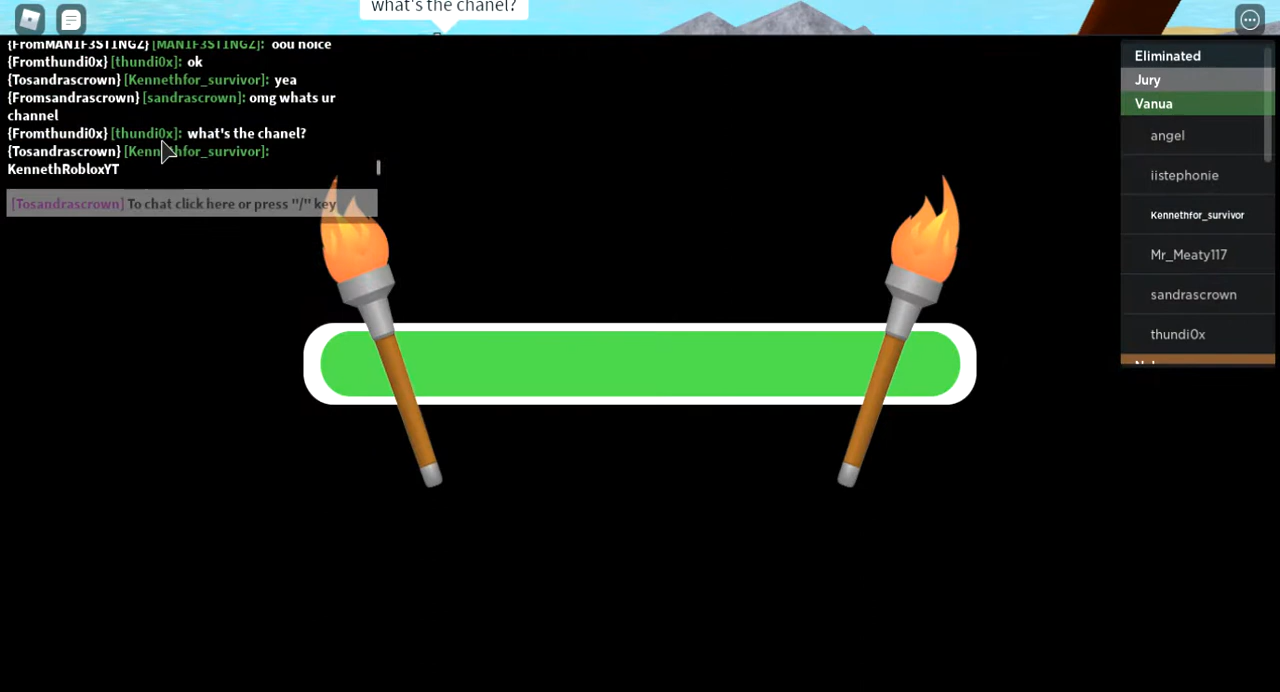 what's the chanel?
{FromMAN1F3ST1NGZ} [MAN1F3ST1NGZ]: oou noice
{Fromthundi0x} [thundi0x]: ok
{Tosandrascrown} [Kennethfor_survivor]: yea
{Fromsandrascrown} [sandrascrown]: omg whats ur
channel
{Fromthundi0x} [thundi0x]: what's the chanel?
{Tosandrascrown} [Kennethfor_survivor]:
KennethRobloxYT
[Tosandrascrown] To chat click here or press "/" key
Eliminated
Jury
Vanua
angel
iistephonie
Kennethfor_survivor
Mr_Meaty117
sandrascrown
thundi0x